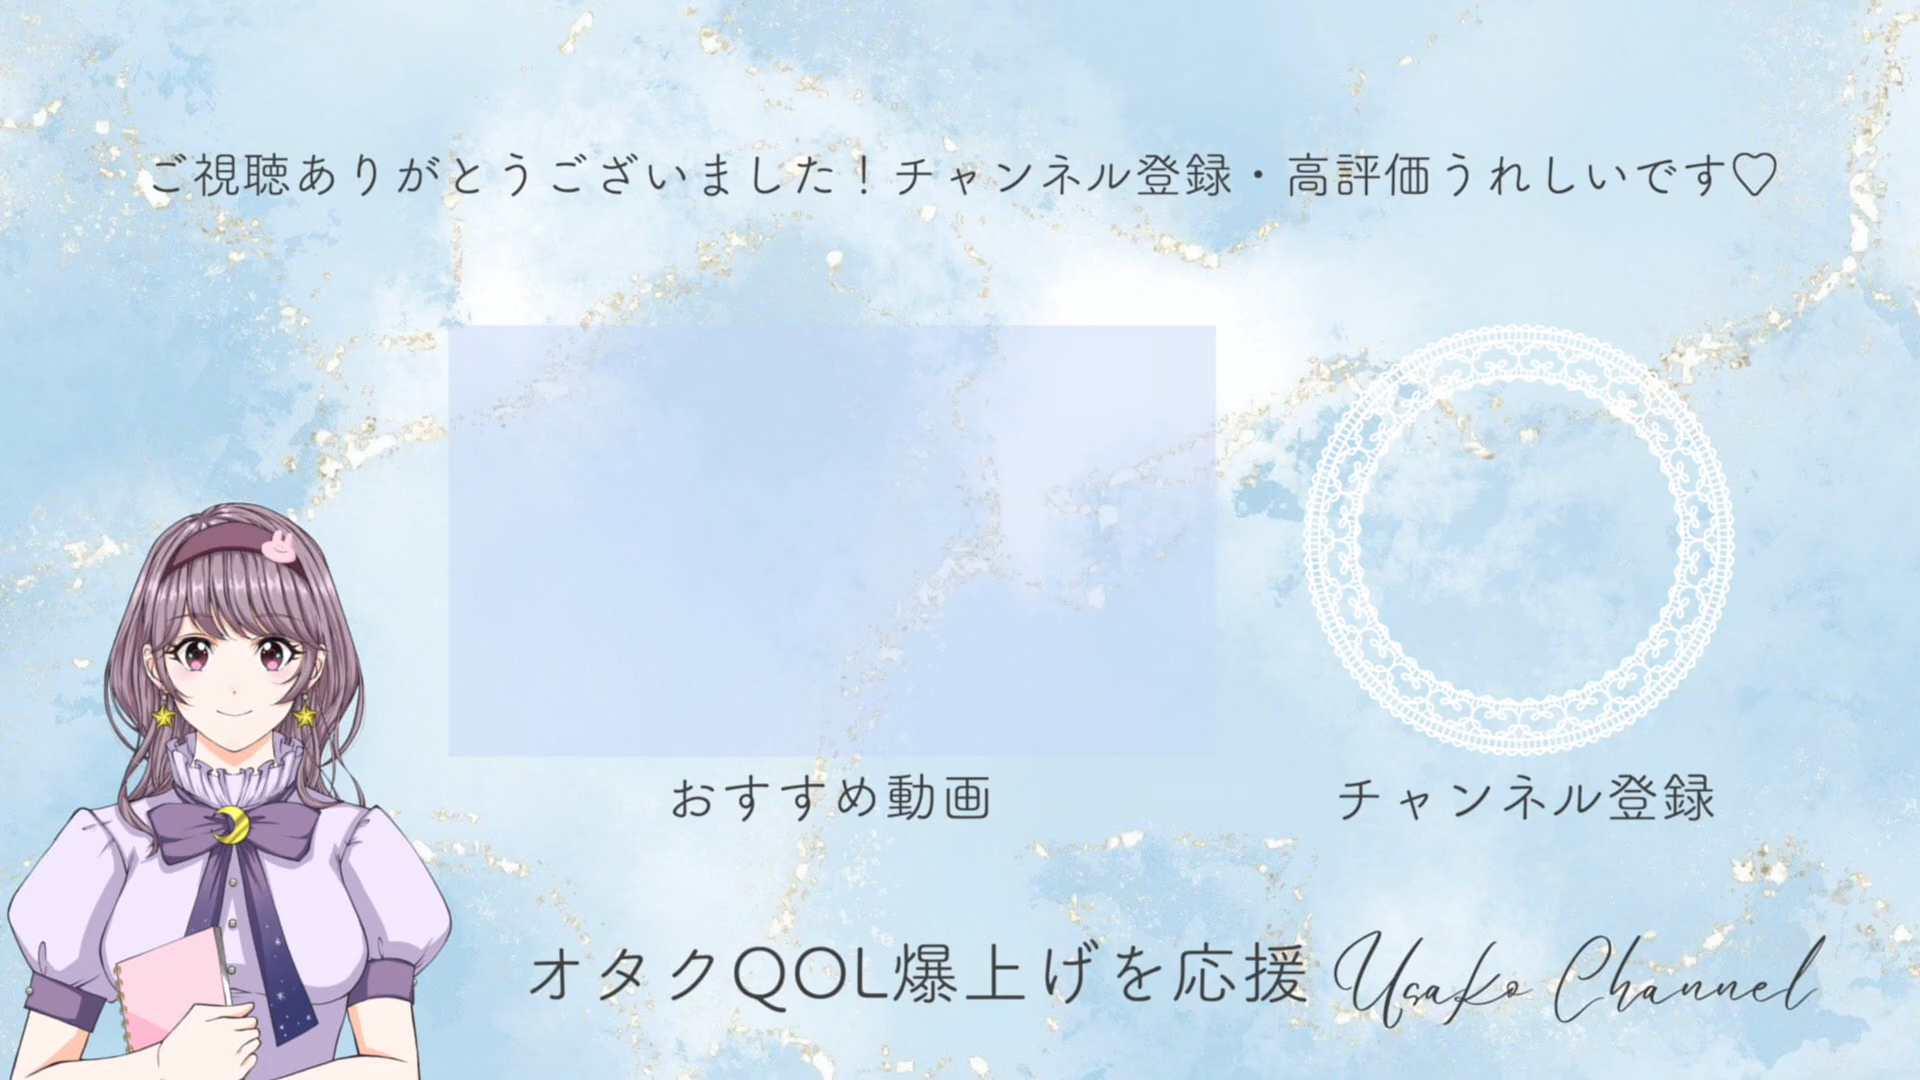 ご視聴ありがとうございました！チャンネル登録・高評価うれしいです♡
おすすめ動画
チャンネル登録
オタクQOL爆上げを応援 Usako Channel